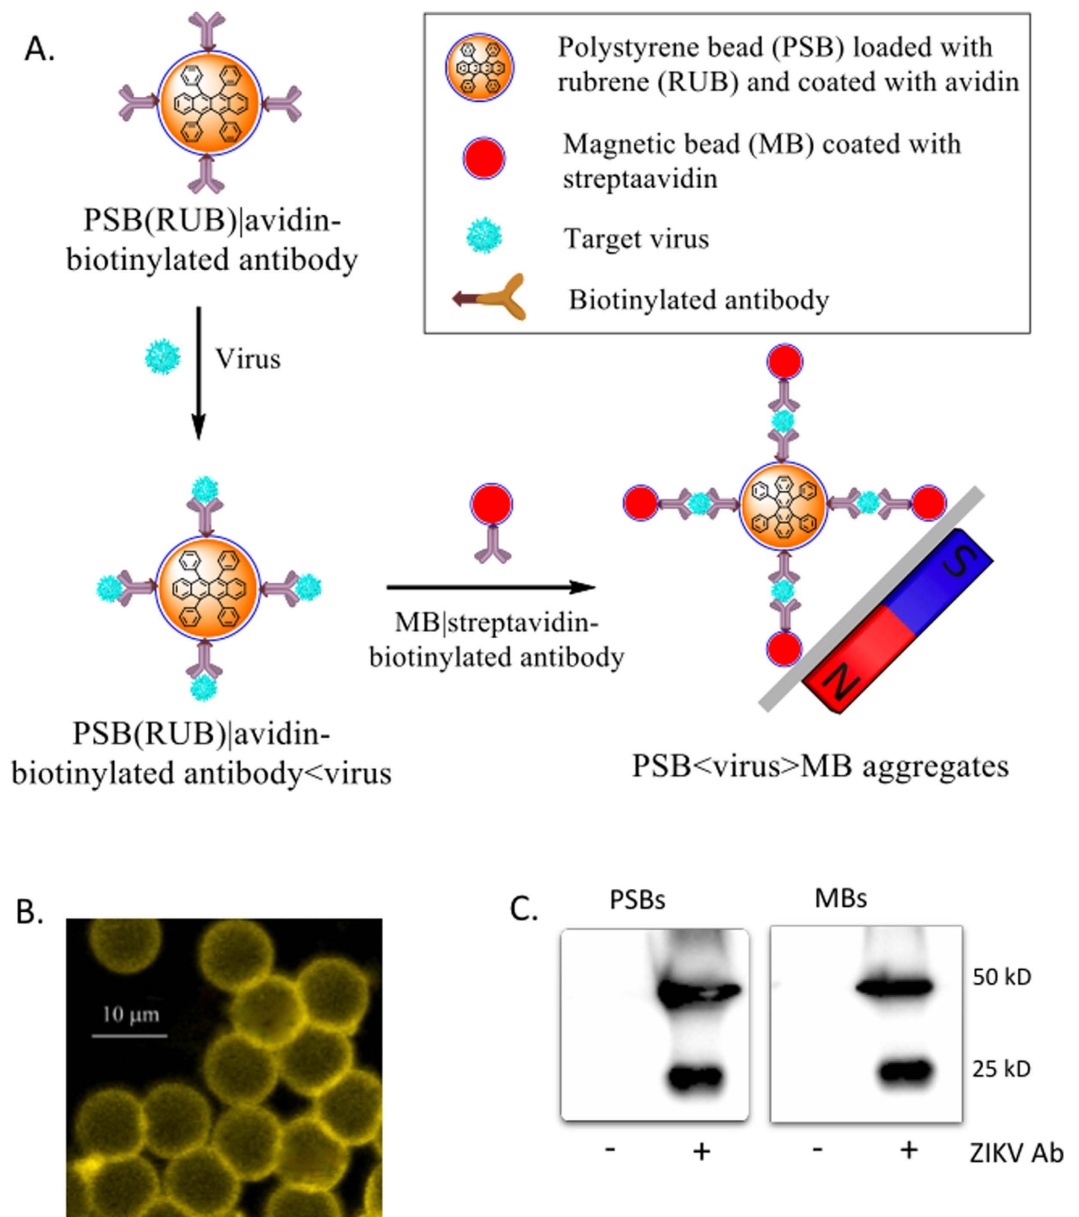 A.
PSB(RUB)|avidin-
biotinylated antibody
Polystyrene bead (PSB) loaded with
rubrene (RUB) and coated with avidin
Magnetic bead (MB) coated with
streptaavidin
Target virus
Biotinylated antibody
Virus
MB|streptavidin-
biotinylated antibody
S
N
PSB(RUB)|avidin-
biotinylated antibody<virus
PSB<virus>MB aggregates
B.
10 µm
C.
PSBs
MBs
50 kD
25 kD
- + - + ZIKV Ab